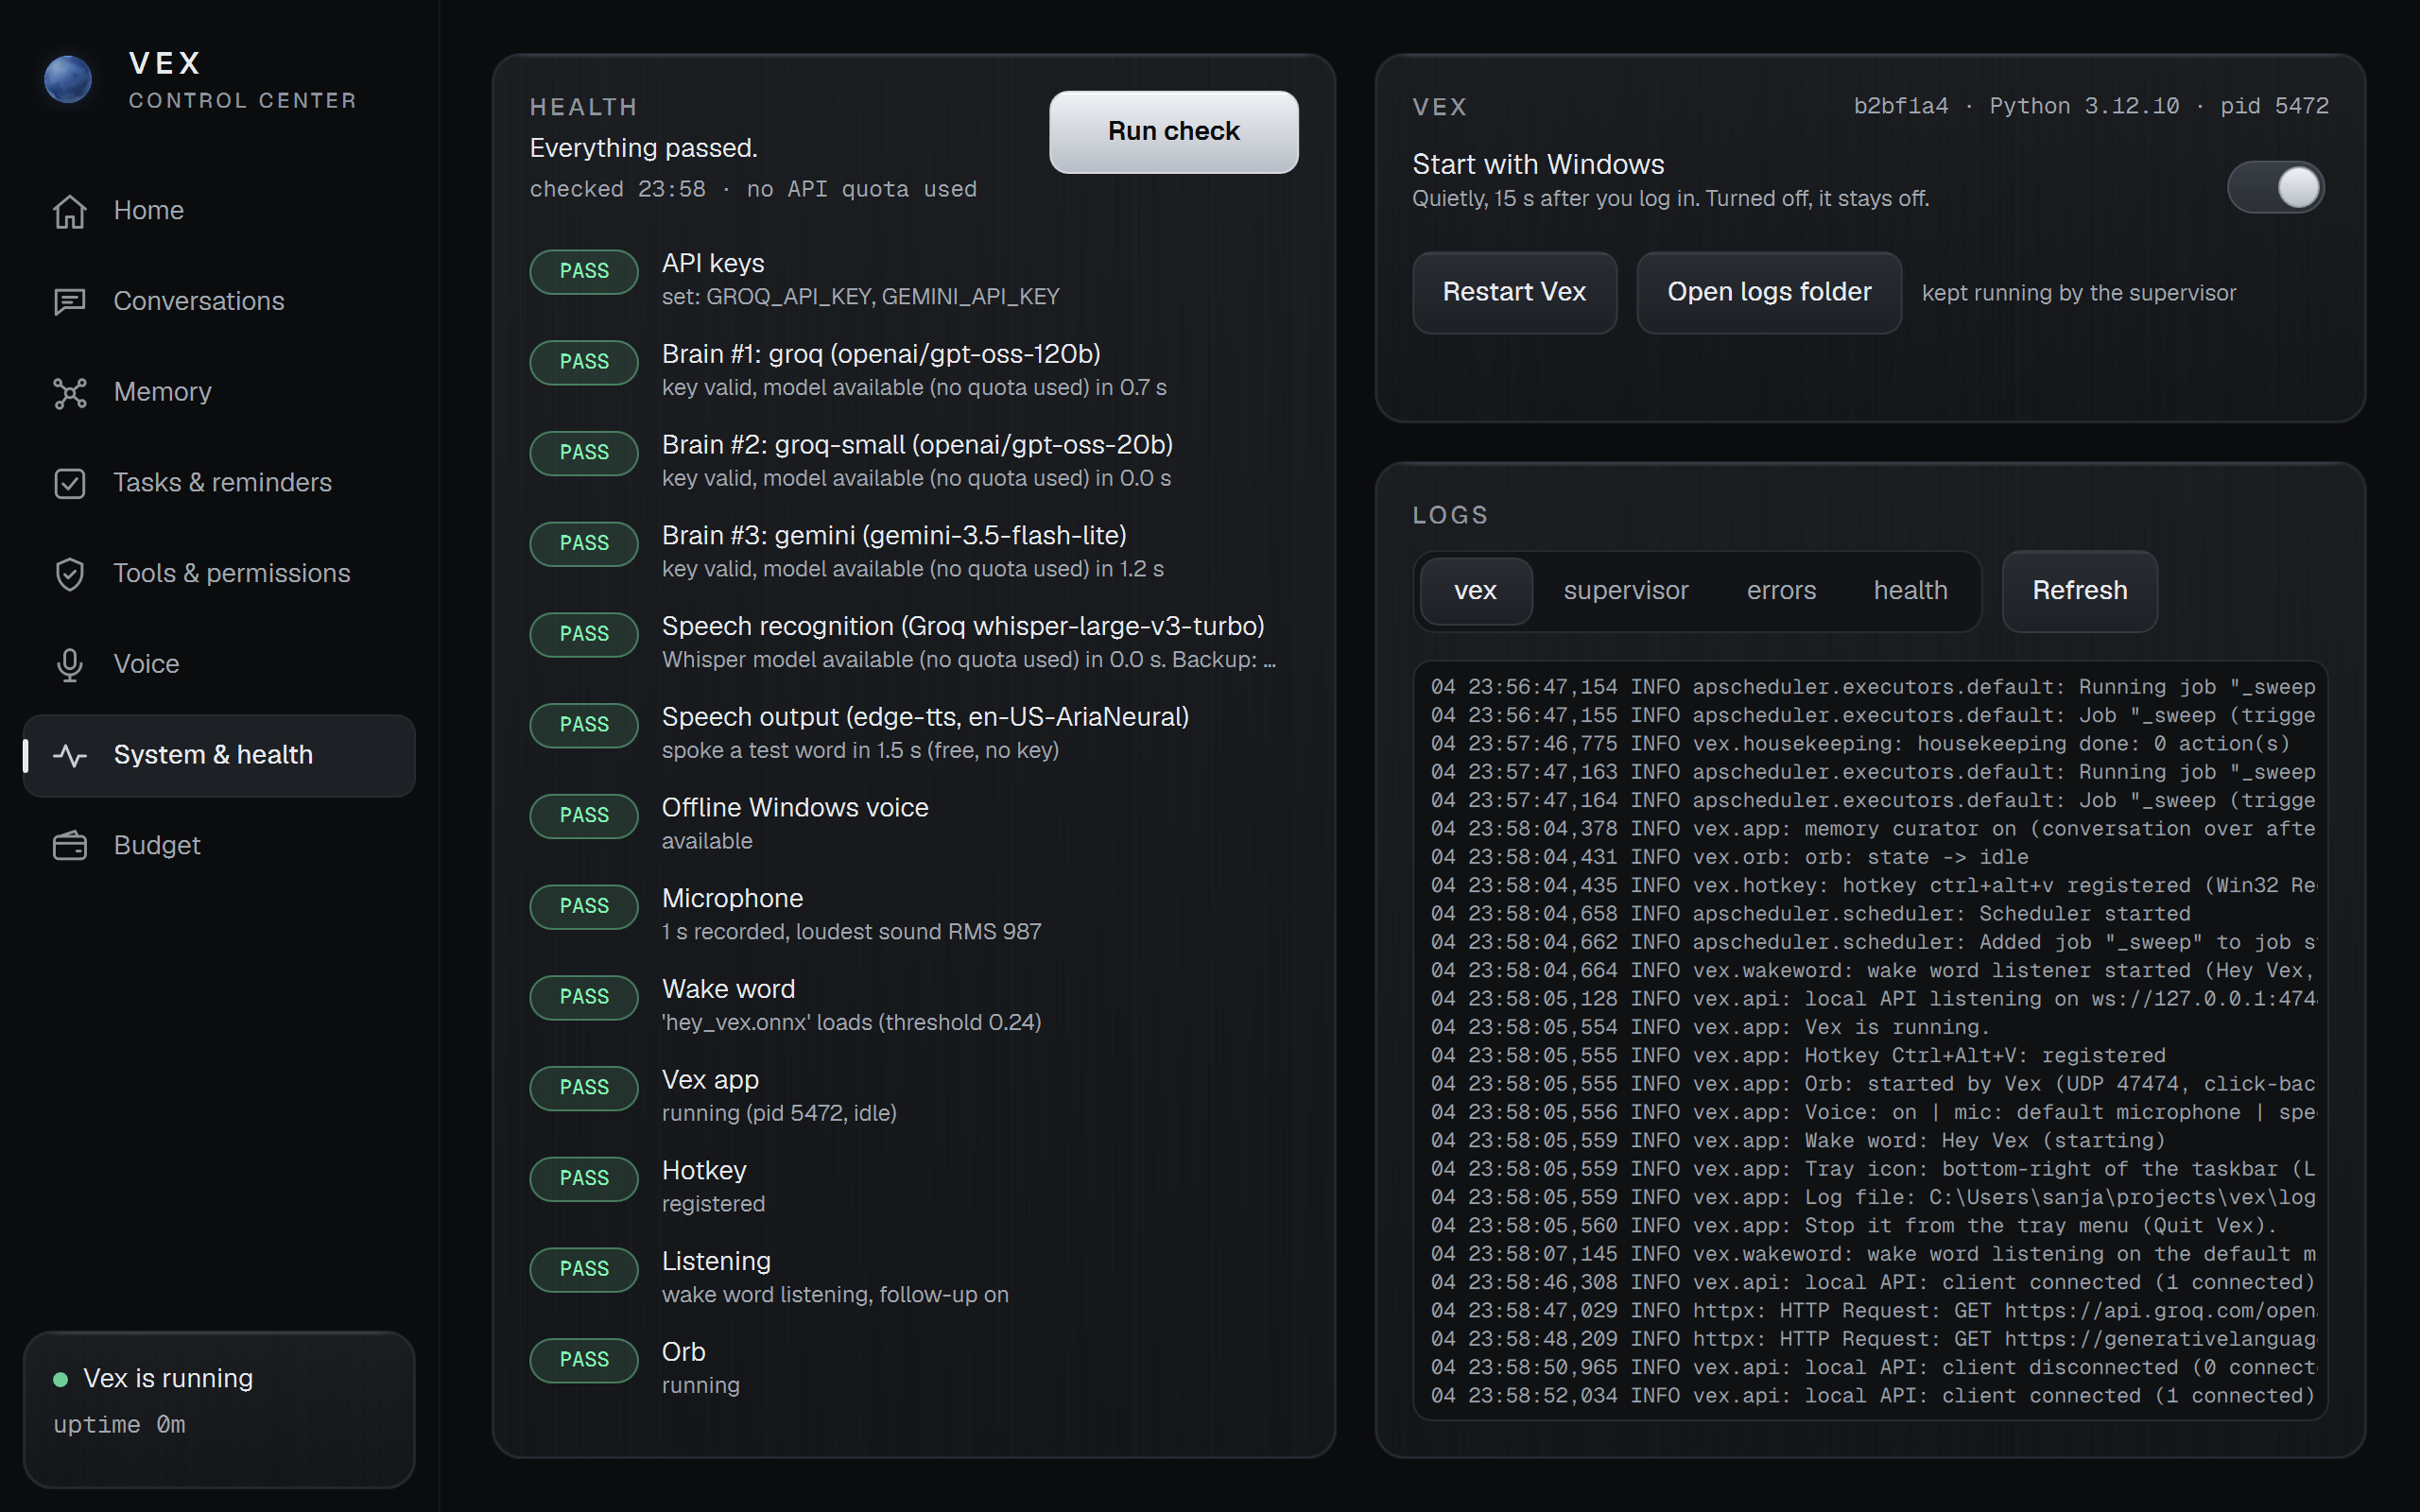 VEX
CONTROL CENTER
Home
Conversations
Memory
Tasks & reminders
Tools & permissions
Voice
System & health
Budget
Vex is running
uptime 0m
HEALTH
Everything passed.
checked 23:58 · no API quota used
Run check
PASS
API keys
set: GROQ_API_KEY, GEMINI_API_KEY
PASS
Brain #1: groq (openai/gpt-oss-120b)
key valid, model available (no quota used) in 0.7 s
PASS
Brain #2: groq-small (openai/gpt-oss-20b)
key valid, model available (no quota used) in 0.0 s
PASS
Brain #3: gemini (gemini-3.5-flash-lite)
key valid, model available (no quota used) in 1.2 s
PASS
Speech recognition (Groq whisper-large-v3-turbo)
Whisper model available (no quota used) in 0.0 s. Backup: ...
PASS
Speech output (edge-tts, en-US-AriaNeural)
spoke a test word in 1.5 s (free, no key)
PASS
Offline Windows voice
available
PASS
Microphone
1 s recorded, loudest sound RMS 987
PASS
Wake word
'hey_vex.onnx' loads (threshold 0.24)
PASS
Vex app
running (pid 5472, idle)
PASS
Hotkey
registered
PASS
Listening
wake word listening, follow-up on
PASS
Orb
running
VEX
b2bf1a4 · Python 3.12.10 · pid 5472
Start with Windows
Quietly, 15 s after you log in. Turned off, it stays off.
Restart Vex
Open logs folder
kept running by the supervisor
LOGS
vex
supervisor
errors
health
Refresh
04 23:56:47,154 INFO apscheduler.executors.default: Running job "_sweep
04 23:56:47,155 INFO apscheduler.executors.default: Job "_sweep (trigge
04 23:57:46,775 INFO vex.housekeeping: housekeeping done: 0 action(s)
04 23:57:47,163 INFO apscheduler.executors.default: Running job "_sweep
04 23:57:47,164 INFO apscheduler.executors.default: Job "_sweep (trigge
04 23:58:04,378 INFO vex.app: memory curator on (conversation over afte
04 23:58:04,431 INFO vex.orb: orb: state -> idle
04 23:58:04,435 INFO vex.hotkey: hotkey ctrl+alt+v registered (Win32 Re
04 23:58:04,658 INFO apscheduler.scheduler: Scheduler started
04 23:58:04,662 INFO apscheduler.scheduler: Added job "_sweep" to job s
04 23:58:04,664 INFO vex.wakeword: wake word listener started (Hey Vex,
04 23:58:05,128 INFO vex.api: local API listening on ws://127.0.0.1:474
04 23:58:05,554 INFO vex.app: Vex is running.
04 23:58:05,555 INFO vex.app: Hotkey Ctrl+Alt+V: registered
04 23:58:05,555 INFO vex.app: Orb: started by Vex (UDP 47474, click-bac
04 23:58:05,556 INFO vex.app: Voice: on | mic: default microphone | spe
04 23:58:05,559 INFO vex.app: Wake word: Hey Vex (starting)
04 23:58:05,559 INFO vex.app: Tray icon: bottom-right of the taskbar (L
04 23:58:05,559 INFO vex.app: Log file: C:\Users\sanja\projects\vex\log
04 23:58:05,560 INFO vex.app: Stop it from the tray menu (Quit Vex).
04 23:58:07,145 INFO vex.wakeword: wake word listening on the default m
04 23:58:46,308 INFO vex.api: local API: client connected (1 connected)
04 23:58:47,029 INFO httpx: HTTP Request: GET https://api.groq.com/open
04 23:58:48,209 INFO httpx: HTTP Request: GET https://generativelanguag
04 23:58:50,965 INFO vex.api: local API: client disconnected (0 connect
04 23:58:52,034 INFO vex.api: local API: client connected (1 connected)